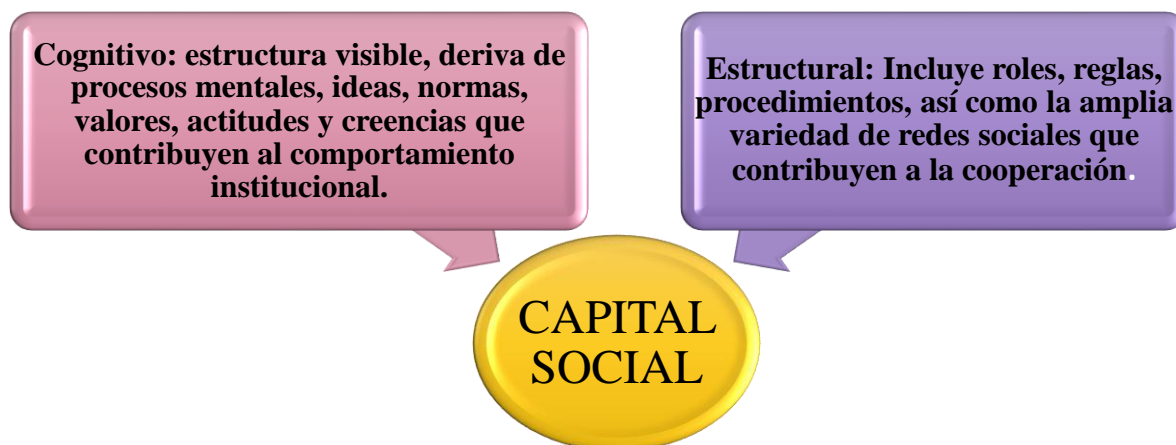 Cognitivo: estructura visible, deriva de
procesos mentales, ideas, normas,
valores, actitudes y creencias que
contribuyen al comportamiento
institucional.
Estructural: Incluye roles, reglas,
procedimientos, así como la amplia
variedad de redes sociales que
contribuyen a la cooperación.
CAPITAL
SOCIAL